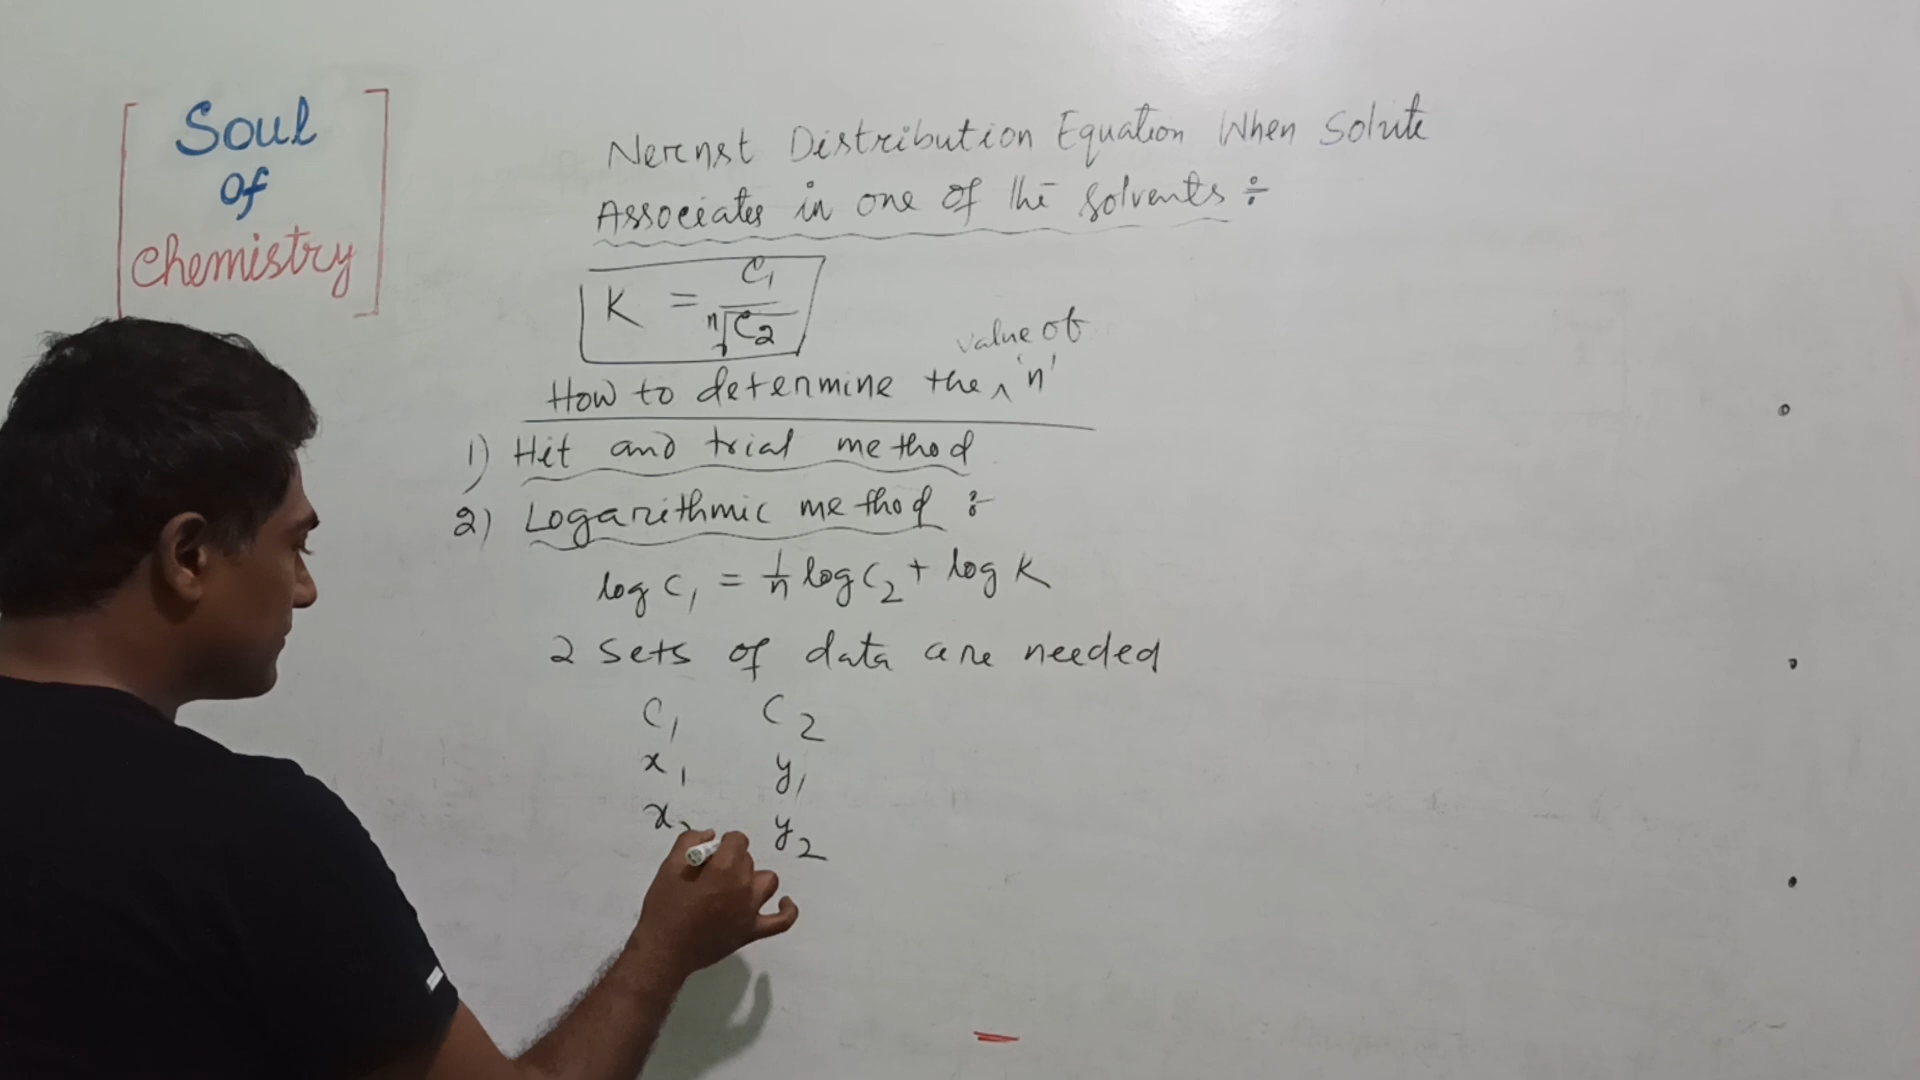 Soul
of
Chemistry
Nernst Distribution Equation When Solute
Associates in one of the solvents ÷
K = C₁/ⁿ√C₂
value of
How to determine the ^ 'n'
1) Hit and trial method
2) Logarithmic method ÷
log C₁ = 1/n log C₂ + log K
2 sets of data are needed
C₁ C₂
x₁ y₁
x₂ y₂